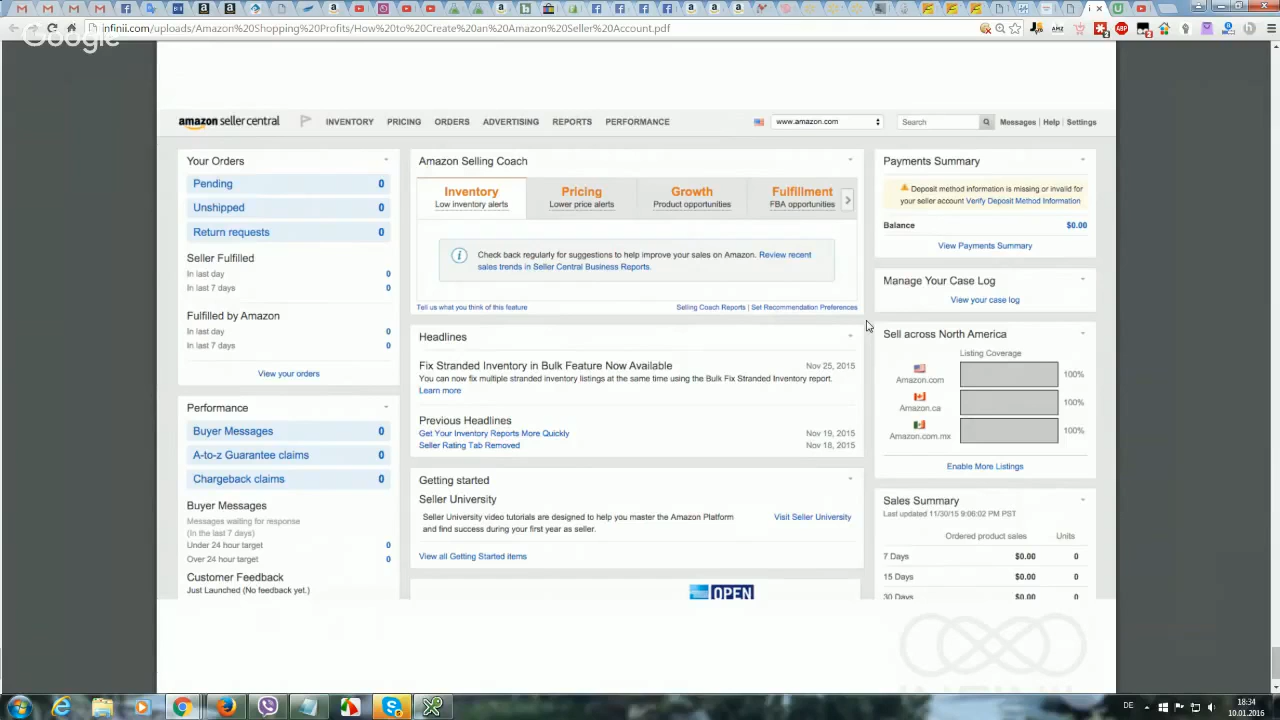 Google
infinii.com/uploads/Amazon%20Shopping%20Profits/How%20to%20Create%20an%20Amazon%20Seller%20Account.pdf
amazon seller central
INVENTORY PRICING ORDERS ADVERTISING REPORTS PERFORMANCE
www.amazon.com
Search
Messages | Help | Settings
Your Orders
Pending 0
Unshipped 0
Return requests 0
Seller Fulfilled
In last day 0
In last 7 days 0
Fulfilled by Amazon
In last day 0
In last 7 days 0
View your orders
Performance
Buyer Messages 0
A-to-z Guarantee claims 0
Chargeback claims 0
Buyer Messages
Messages waiting for response
(In the last 7 days)
Under 24 hour target 0
Over 24 hour target 0
Customer Feedback
Just Launched (No feedback yet.)
Amazon Selling Coach
Inventory Pricing Growth Fulfillment
Low inventory alerts Lower price alerts Product opportunities FBA opportunities
Check back regularly for suggestions to help improve your sales on Amazon. Review recent
sales trends in Seller Central Business Reports.
Tell us what you think of this feature Selling Coach Reports | Set Recommendation Preferences
Headlines
Fix Stranded Inventory in Bulk Feature Now Available Nov 25, 2015
You can now fix multiple stranded inventory listings at the same time using the Bulk Fix Stranded Inventory report.
Learn more
Previous Headlines
Get Your Inventory Reports More Quickly Nov 19, 2015
Seller Rating Tab Removed Nov 18, 2015
Getting started
Seller University
Seller University video tutorials are designed to help you master the Amazon Platform
and find success during your first year as seller.
Visit Seller University
View all Getting Started items
OPEN
Payments Summary
Deposit method information is missing or invalid for
your seller account Verify Deposit Method Information
Balance $0.00
View Payments Summary
Manage Your Case Log
View your case log
Sell across North America
Listing Coverage
Amazon.com 100%
Amazon.ca 100%
Amazon.com.mx 100%
Enable More Listings
Sales Summary
Last updated 11/30/15 9:06:02 PM PST
Ordered product sales Units
7 Days $0.00 0
15 Days $0.00 0
30 Days $0.00 0
DE
18:34
10.01.2016